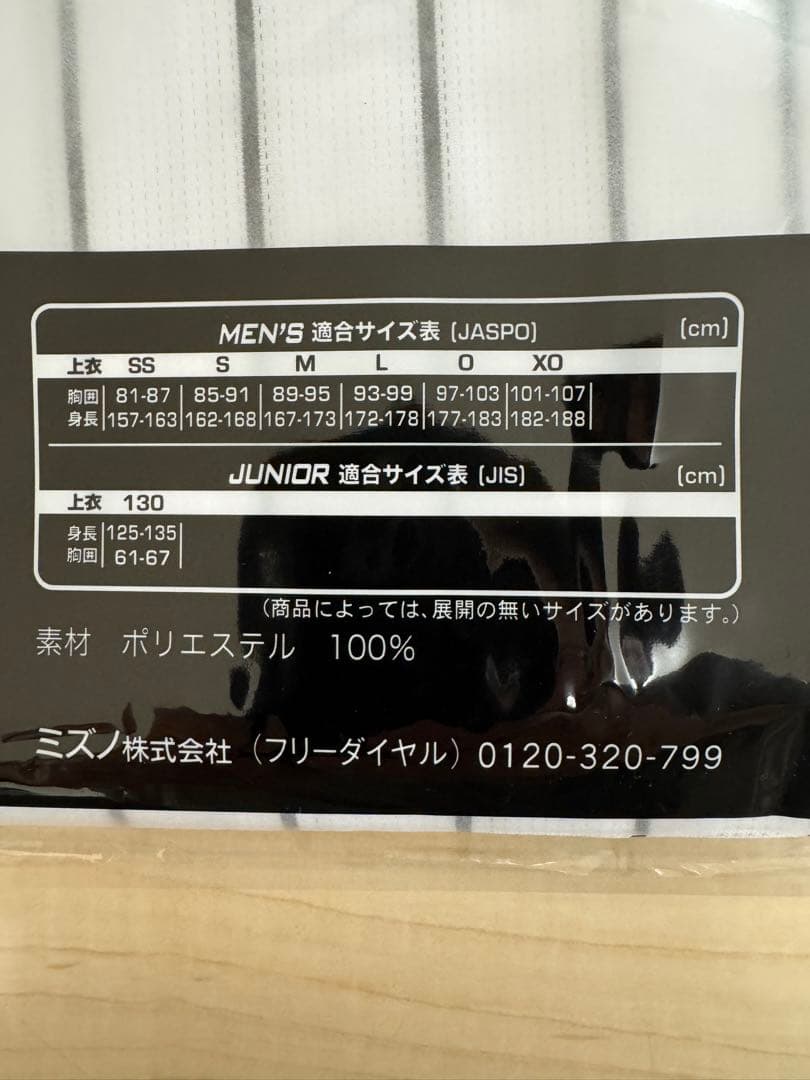 MEN'S 適合サイズ表 [JASPO] [cm]
上衣 SS S M L O XO
胸囲 81-87 85-91 89-95 93-99 97-103 101-107
身長 157-163 162-168 167-173 172-178 177-183 182-188
JUNIOR 適合サイズ表 [JIS] [cm]
上衣 130
身長 125-135
胸囲 61-67
(商品によっては、展開の無いサイズがあります。)
素材 ポリエステル 100%
ミズノ株式会社 (フリーダイヤル) 0120-320-799